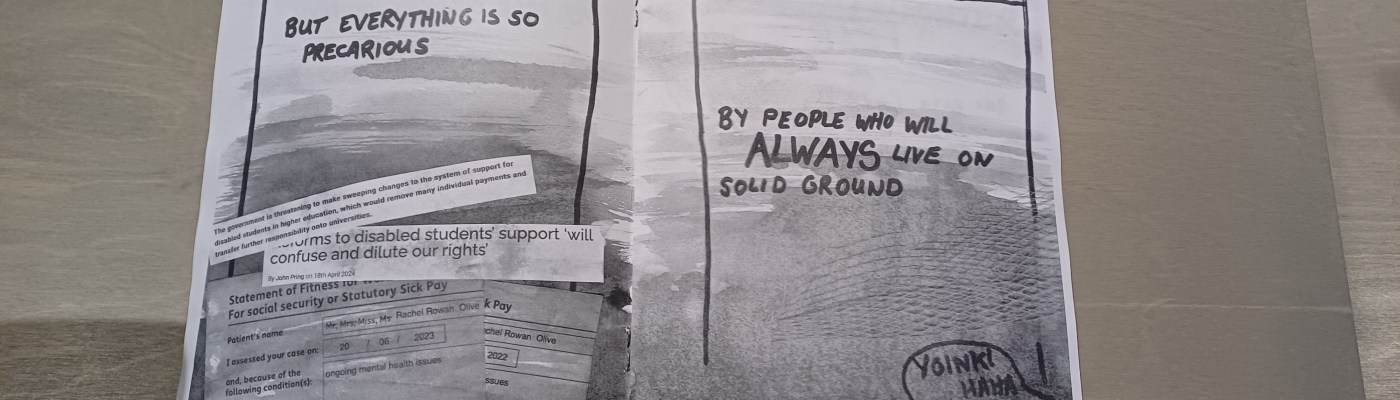 BUT EVERYTHING IS SO
PRECARIOUS
The government is threatening to make sweeping changes to the system of support for
disabled students in higher education, which would remove many individual payments and
transfer further responsibility onto universities.
to disabled students' support 'will
confuse and dilute our rights'
By John Pring on 18th April 2024
Statement of Fitness for
For social security or Statutory Sick Pay
Patient's name
Mr, Mrs, Miss, Ms Rachel Rowan Olive
I assessed your case on:
20 / 06 / 2023
and, because of the
following condition(s):
ongoing mental health issues
k Pay
chel Rowan Olive
2022
ssues
BY PEOPLE WHO WILL
ALWAYS LIVE ON
SOLID GROUND
YOINK!
HAHA